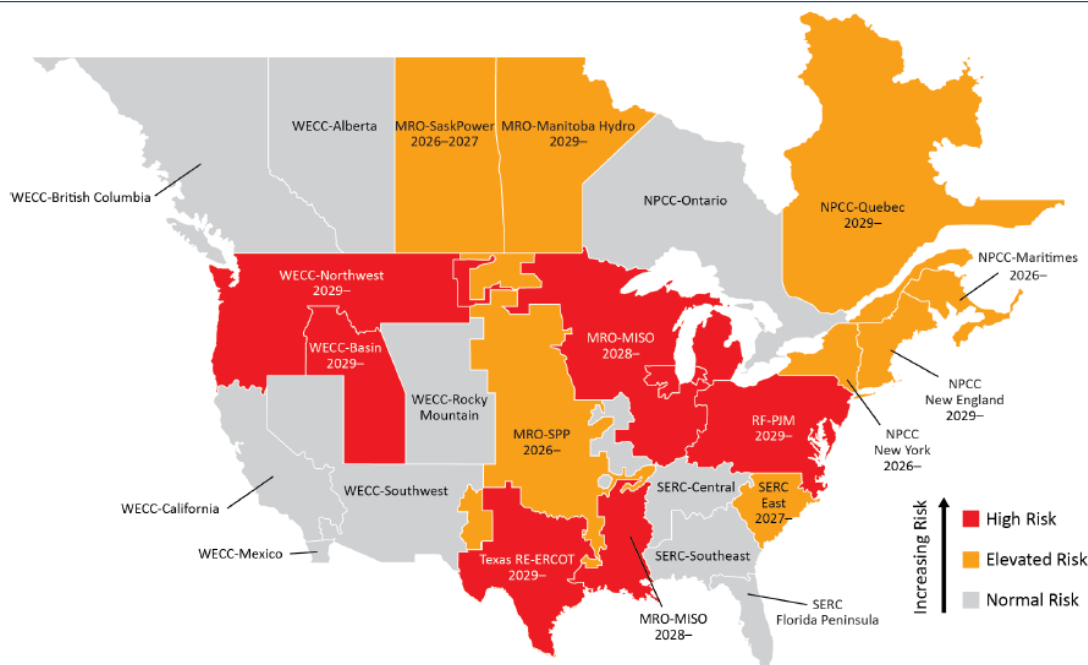 WECC-Alberta
MRO-SaskPower
2026–2027
MRO-Manitoba Hydro
2029–
WECC-British Columbia
NPCC-Ontario
NPCC-Quebec
2029–
NPCC-Maritimes
2026–
WECC-Northwest
2029–
WECC-Basin
2029–
MRO-MISO
2028–
WECC-Rocky
Mountain
NPCC
New England
2029–
RF-PJM
2029–
MRO-SPP
2026–
NPCC
New York
2026–
WECC-Southwest
SERC-Central
SERC
East
2027–
WECC-California
WECC-Mexico
Texas RE-ERCOT
2029–
SERC-Southeast
MRO-MISO
2028–
SERC
Florida Peninsula
Increasing Risk
High Risk
Elevated Risk
Normal Risk